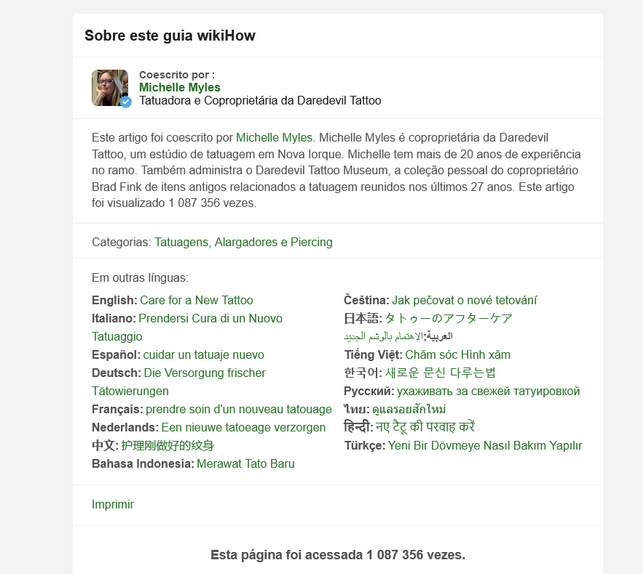 Sobre este guia wikiHow
Coescrito por :
Michelle Myles
Tatuadora e Coproprietária da Daredevil Tattoo
Este artigo foi coescrito por Michelle Myles. Michelle Myles é coproprietária da Daredevil
Tattoo, um estúdio de tatuagem em Nova Iorque. Michelle tem mais de 20 anos de experiência
no ramo. Também administra o Daredevil Tattoo Museum, a coleção pessoal do coproprietário
Brad Fink de itens antigos relacionados a tatuagem reunidos nos últimos 27 anos. Este artigo
foi visualizado 1 087 356 vezes.
Categorias: Tatuagens, Alargadores e Piercing
Em outras línguas:
English: Care for a New Tattoo
Italiano: Prendersi Cura di un Nuovo
Tatuaggio
Español: cuidar un tatuaje nuevo
Deutsch: Die Versorgung frischer
Tätowierungen
Français: prendre soin d'un nouveau tatouage
Nederlands: Een nieuwe tatoeage verzorgen
中文: 护理刚做好的纹身
Bahasa Indonesia: Merawat Tato Baru
Čeština: Jak pečovat o nové tetování
日本語: タトゥーのアフターケア
العربية: الاهتمام بالوشم الجديد
Tiếng Việt: Chăm sóc Hình xăm
한국어: 새로운 문신 다루는법
Русский: ухаживать за свежей татуировкой
ไทย: ดูแลรอยสักใหม่
हिन्दी: नए टैटू की परवाह करें
Türkçe: Yeni Bir Dövmeye Nasıl Bakım Yapılır
Imprimir
Esta página foi acessada 1 087 356 vezes.